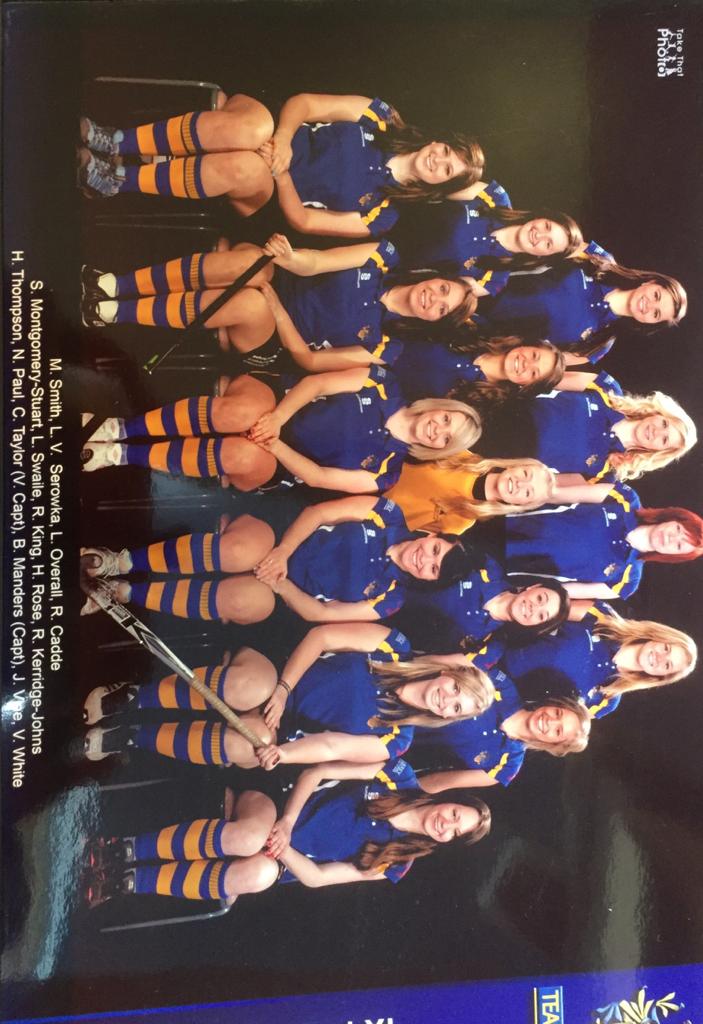 Take That
Photo
M. Smith, L. V. Serowka, L. Overall, R. Cadde
S. Montgomery-Stuart, L. Swaile, R. King, H. Rose, R. Kerridge-Johns
H. Thompson, N. Paul, C. Taylor (V. Capt), B. Manders (Capt), J. V. White
TEA